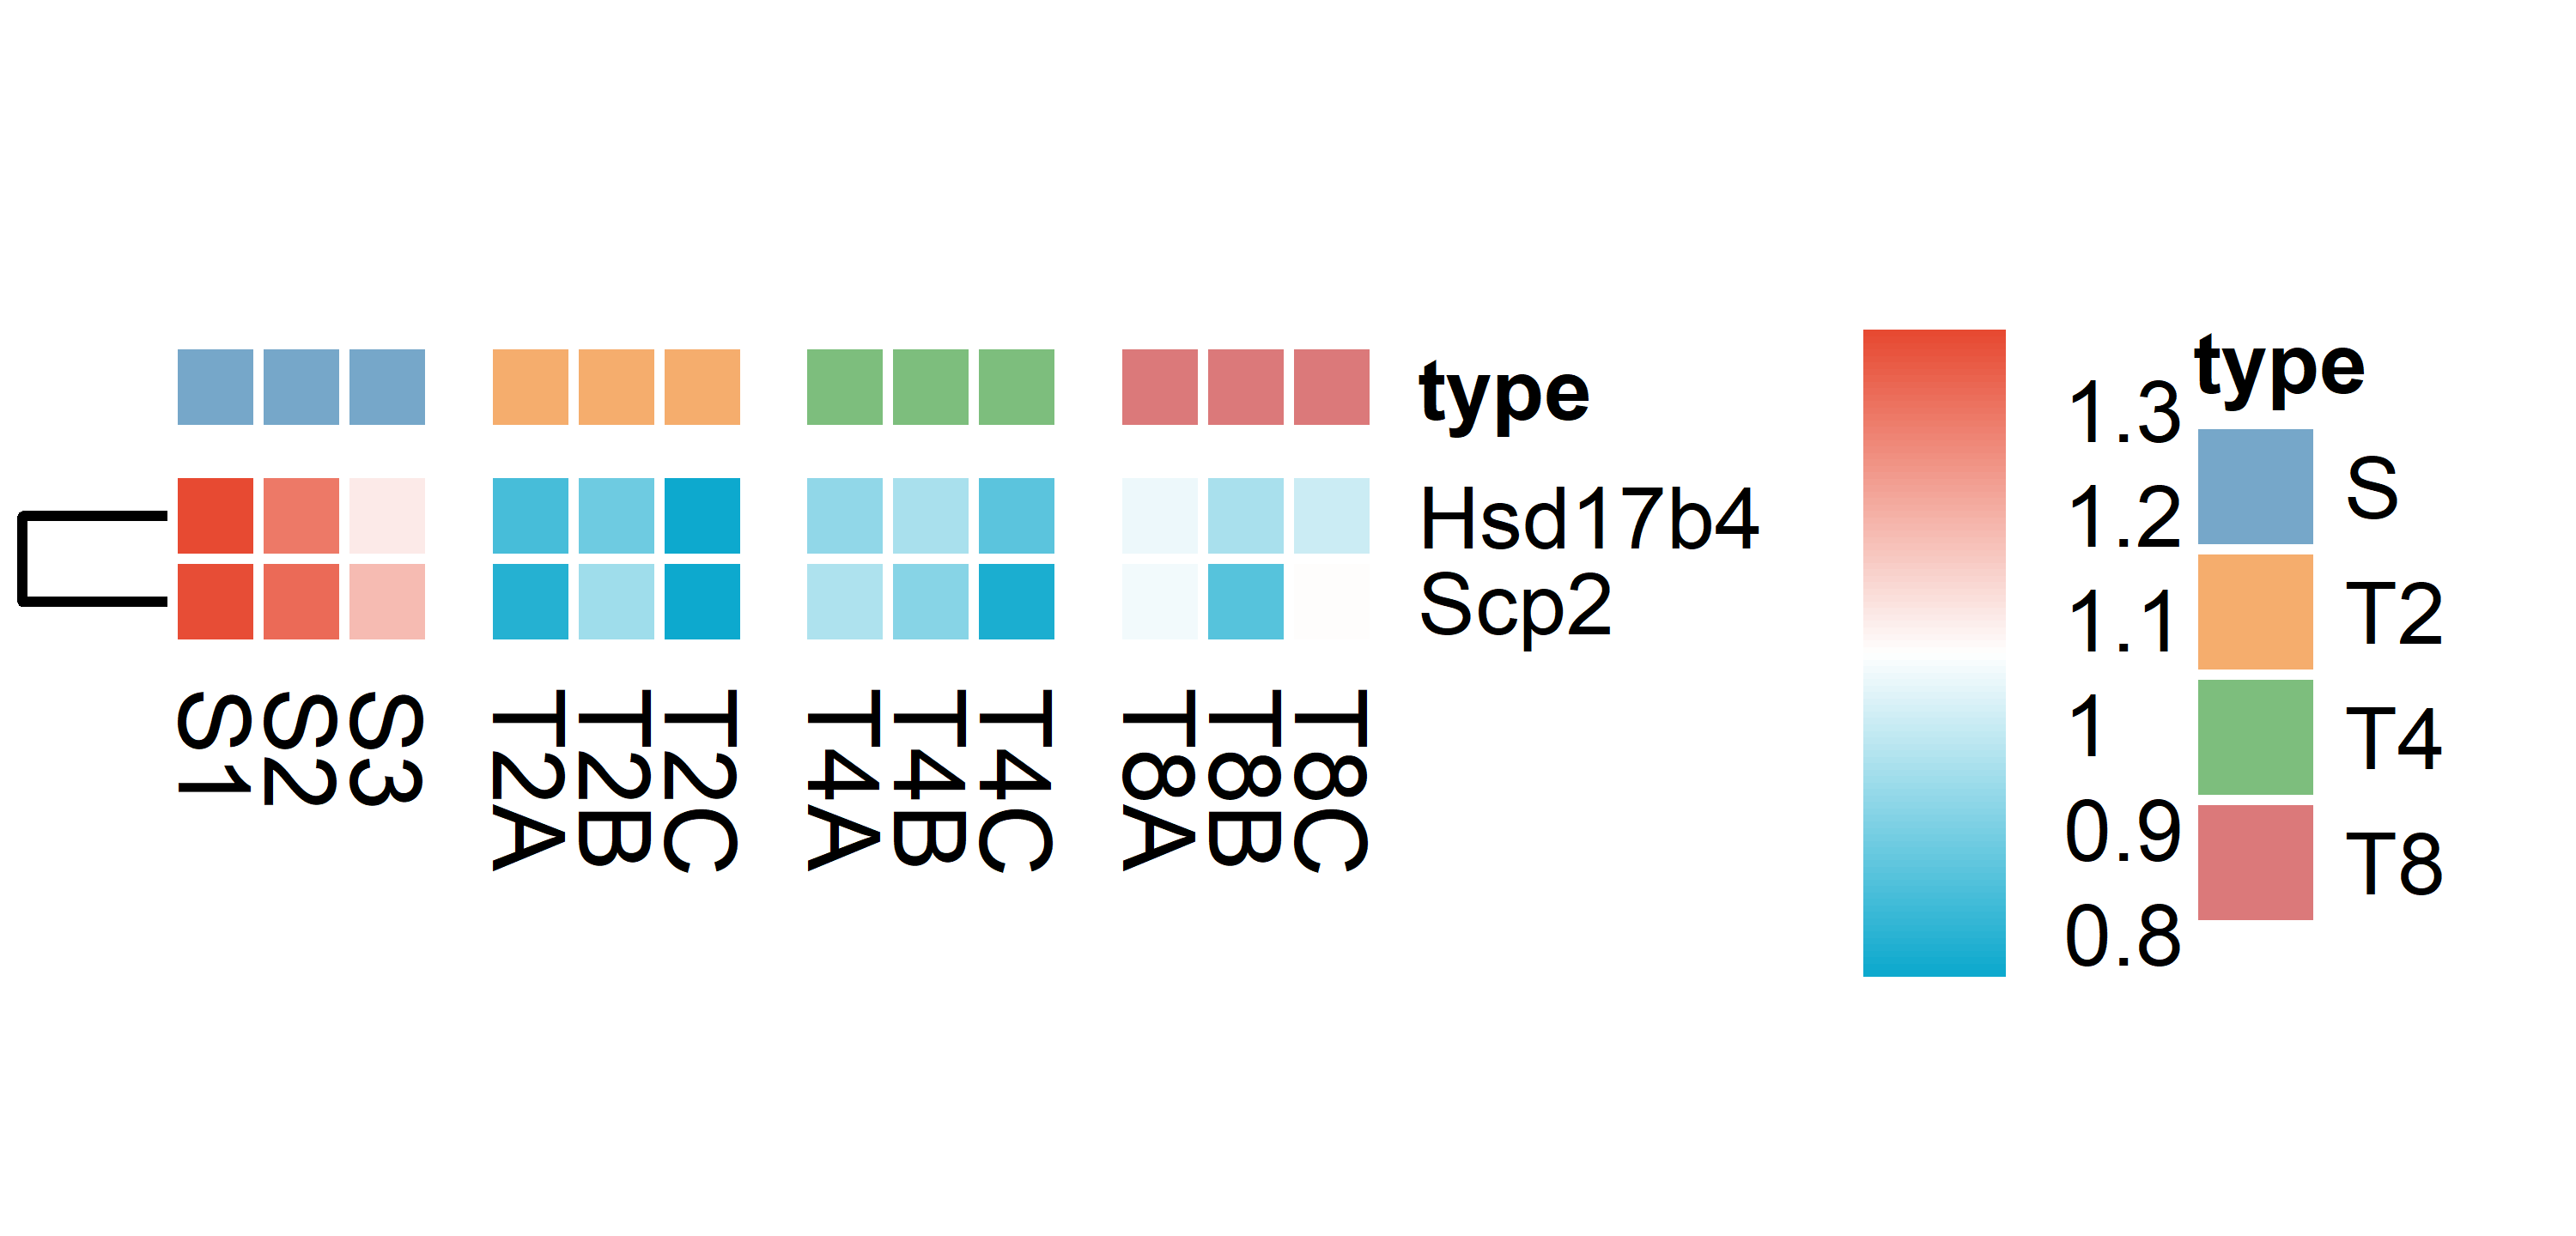 type
Hsd17b4
Scp2
S1 S2 S3 T2A T2B T2C T4A T4B T4C T8A T8B T8C
1.3
1.2
1.1
1
0.9
0.8
type
S
T2
T4
T8